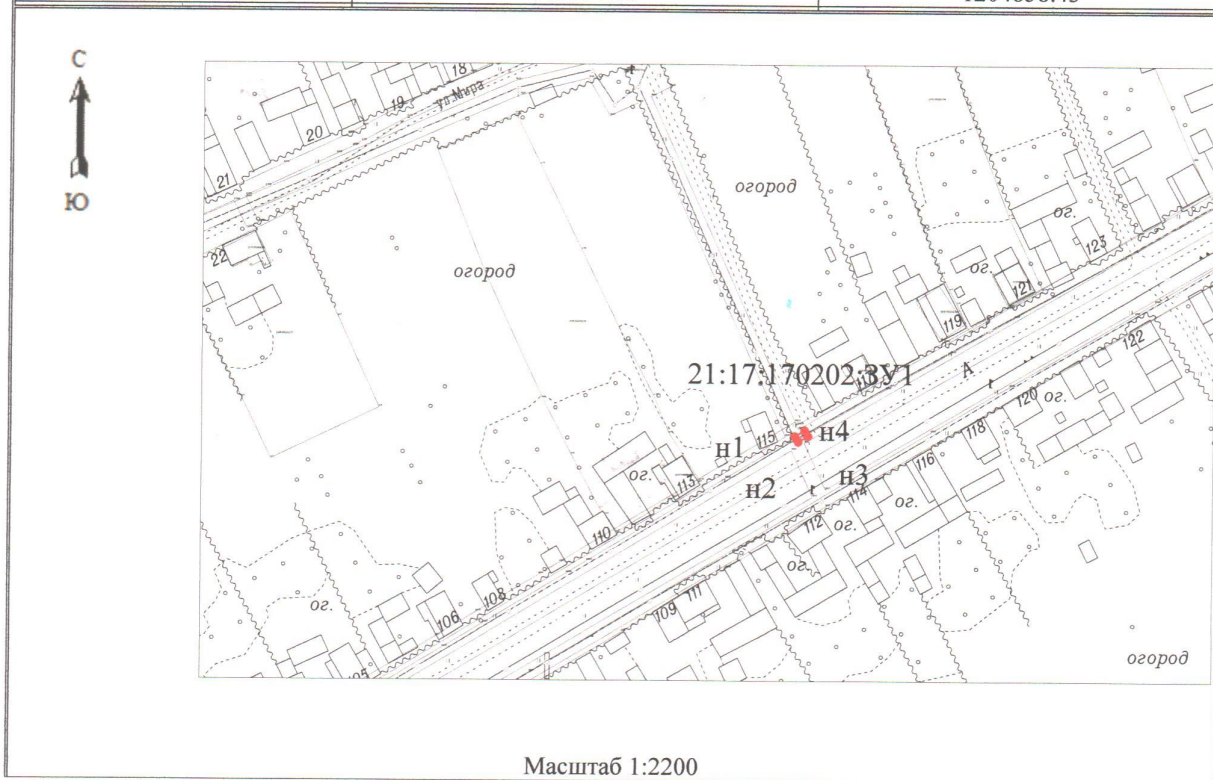 С
Ю
18
19
ул.Мира
20
21
22
огород
огород
ог.
123
ог.
121
119
21:17:170202:ЗУ1
122
120
ог.
115
н4
н1
118
116
ог.
113
н2
н3
114
ог.
112
ог.
110
ог.
108
106
111
109
ог.
огород
Масштаб 1:2200